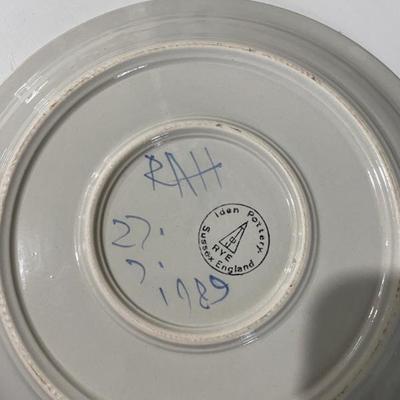 RAH
27.
7.
1989
Iden Pottery
RYE
Sussex England